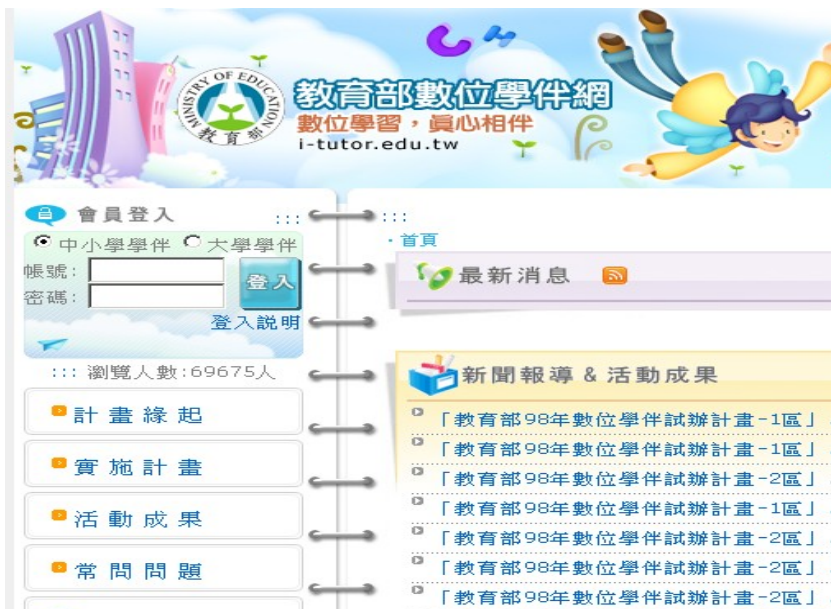 MINISTRY OF EDUCATION
教育部
教育部數位學伴網
數位學習，真心相伴
i-tutor.edu.tw
會員登入
:::
中小學學伴 大學學伴
帳號:
密碼:
登入
登入說明
::: 瀏覽人數:69675人
計畫緣起
實施計畫
活動成果
常問問題
:::
·首頁
最新消息
新聞報導 & 活動成果
「教育部98年數位學伴試辦計畫-1區」
「教育部98年數位學伴試辦計畫-1區」
「教育部98年數位學伴試辦計畫-2區」
「教育部98年數位學伴試辦計畫-1區」
「教育部98年數位學伴試辦計畫-2區」
「教育部98年數位學伴試辦計畫-2區」
「教育部98年數位學伴試辦計畫-2區」